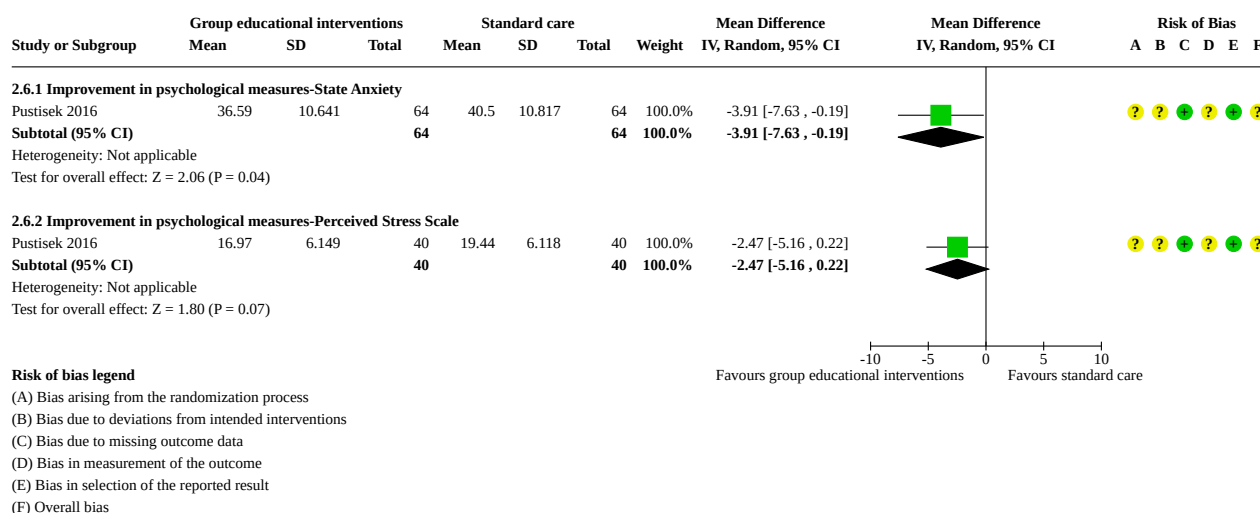 Group educational interventions Standard care Mean Difference Mean Difference Risk of Bias
Study or Subgroup Mean SD Total Mean SD Total Weight IV, Random, 95% CI IV, Random, 95% CI A B C D E F
2.6.1 Improvement in psychological measures-State Anxiety
Pustisek 2016 36.59 10.641 64 40.5 10.817 64 100.0% -3.91 [-7.63 , -0.19] ? ? + ? + ?
Subtotal (95% CI) 64 64 100.0% -3.91 [-7.63 , -0.19]
Heterogeneity: Not applicable
Test for overall effect: Z = 2.06 (P = 0.04)
2.6.2 Improvement in psychological measures-Perceived Stress Scale
Pustisek 2016 16.97 6.149 40 19.44 6.118 40 100.0% -2.47 [-5.16 , 0.22] ? ? + ? + ?
Subtotal (95% CI) 40 40 100.0% -2.47 [-5.16 , 0.22]
Heterogeneity: Not applicable
Test for overall effect: Z = 1.80 (P = 0.07)
-10 -5 0 5 10
Favours group educational interventions Favours standard care
Risk of bias legend
(A) Bias arising from the randomization process
(B) Bias due to deviations from intended interventions
(C) Bias due to missing outcome data
(D) Bias in measurement of the outcome
(E) Bias in selection of the reported result
(F) Overall bias